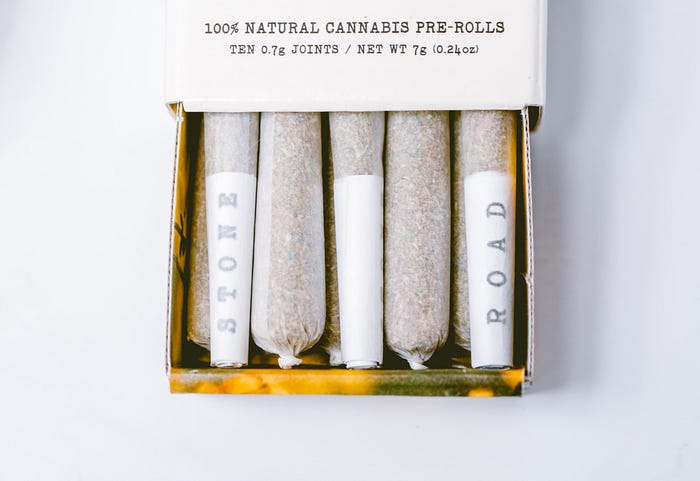 100% NATURAL CANNABIS PRE-ROLLS
TEN 0.7g JOINTS / NET WT 7g (0.24oz)
STONE
ROAD